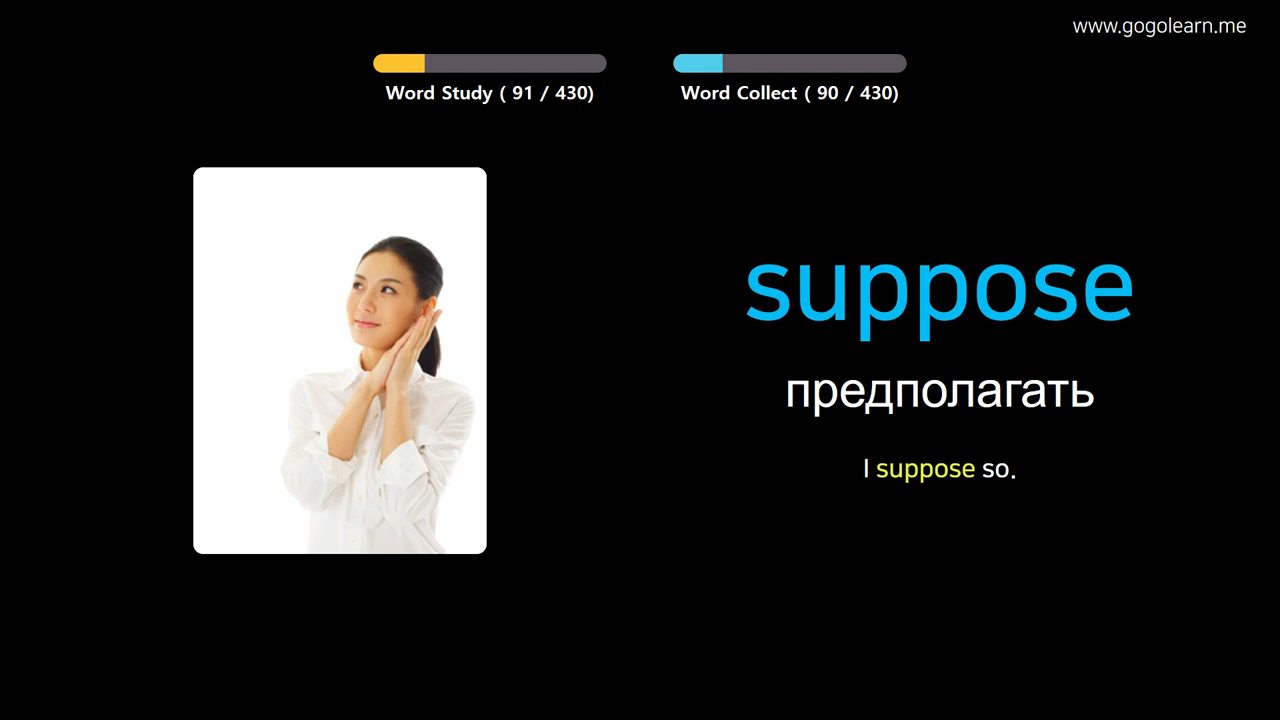 www.gogolearn.me
Word Study ( 91 / 430)
Word Collect ( 90 / 430)
suppose
предполагать
I suppose so.